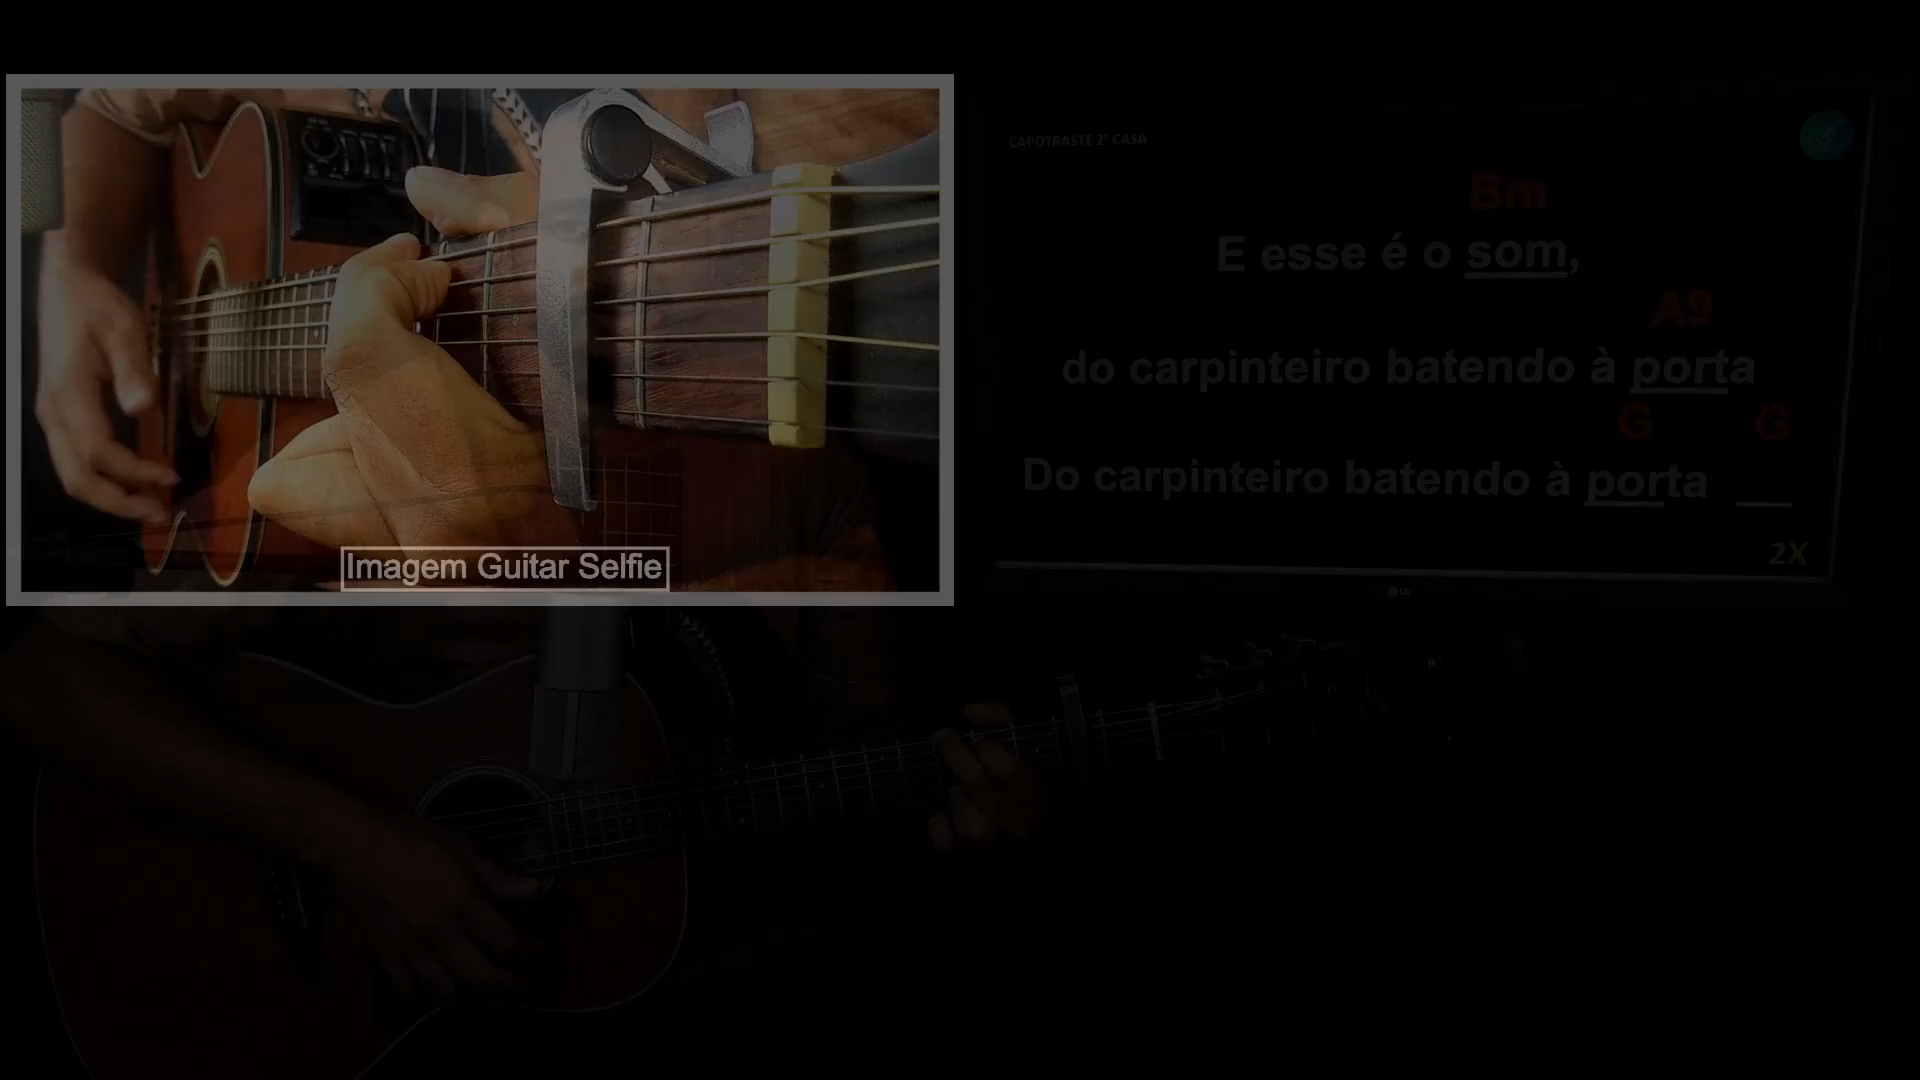 CAPOTRASTE 2ª CASA
Bm
E esse é o som,
A9
do carpinteiro batendo à porta
G G
Do carpinteiro batendo à porta
2X
LG
Imagem Guitar Selfie